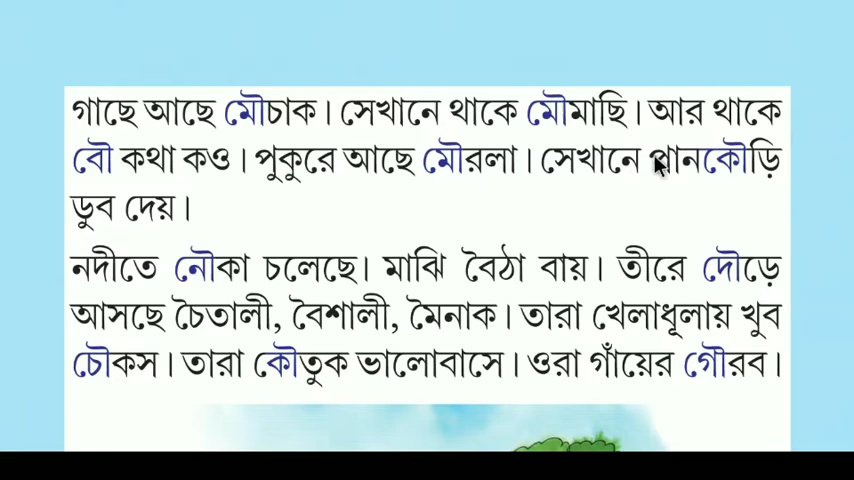 গাছে আছে মৌচাক। সেখানে থাকে মৌমাছি। আর থাকে
বৌ কথা কও। পুকুরে আছে মৌরলা। সেখানে পানকৌড়ি
ডুব দেয়।
নদীতে নৌকা চলেছে। মাঝি বৈঠা বায়। তীরে দৌড়ে
আসছে চৈতালী, বৈশালী, মৈনাক। তারা খেলাধূলায় খুব
চৌকস। তারা কৌতুক ভালোবাসে। ওরা গাঁয়ের গৌরব।